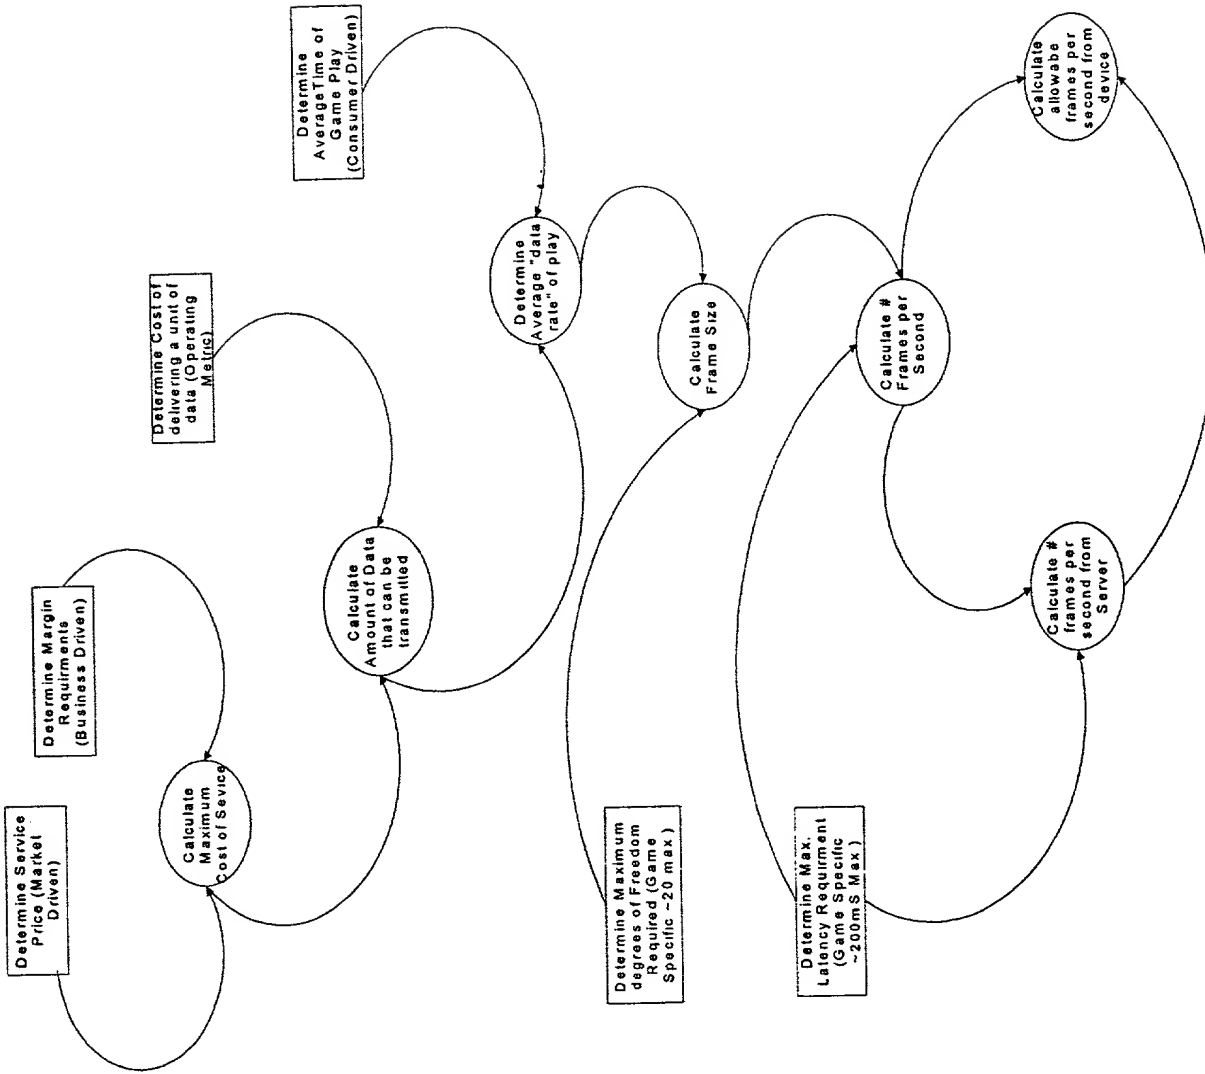 Determine Service
Price (Market
Driven)
Determine Margin
Requirments
(Business Driven)
Calculate
Maximum
Cost of Sevice
Determine Cost of
delivering a unit of
data (Operating
Metric)
Calculate
Amount of Data
that can be
transmitted
Determine
Average Time of
Game Play
(Consumer Driven)
Determine
Average "data
rate" of play
Determine Maximum
degrees of Freedom
Required (Game
Specific ~20 max)
Calculate
Frame Size
Determine Max.
Latency Requirment
(Game Specific
~200mS Max.)
Calculate #
Frames per
Second
Calculate #
frames per
second from
Server
Calculate
allowabe
frames per
second from
device